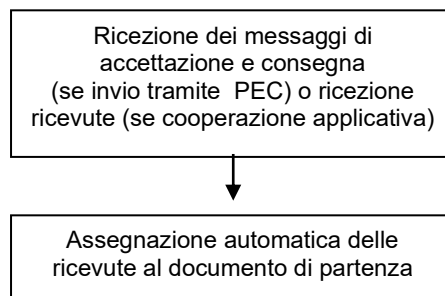 Ricezione dei messaggi di
accettazione e consegna
(se invio tramite  PEC) o ricezione
ricevute (se cooperazione applicativa)
Assegnazione automatica delle
ricevute al documento di partenza